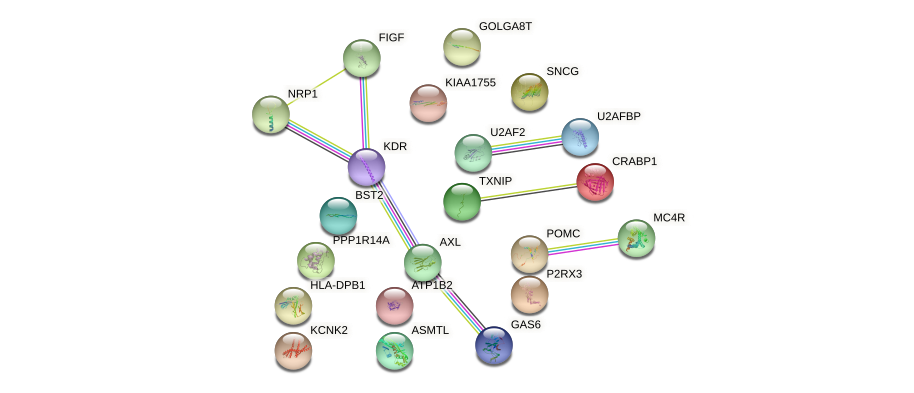 GOLGA8T
FIGF
SNCG
KIAA1755
NRP1
U2AFBP
U2AF2
KDR
CRABP1
TXNIP
BST2
MC4R
POMC
PPP1R14A
AXL
P2RX3
HLA-DPB1
ATP1B2
GAS6
KCNK2
ASMTL